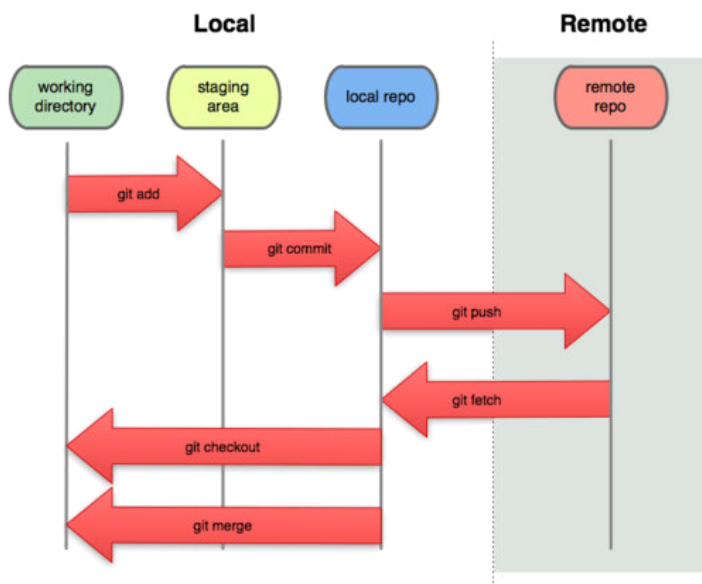 Local
Remote
working
directory
staging
area
local repo
remote
repo
git add
git commit
git push
git fetch
git checkout
git merge